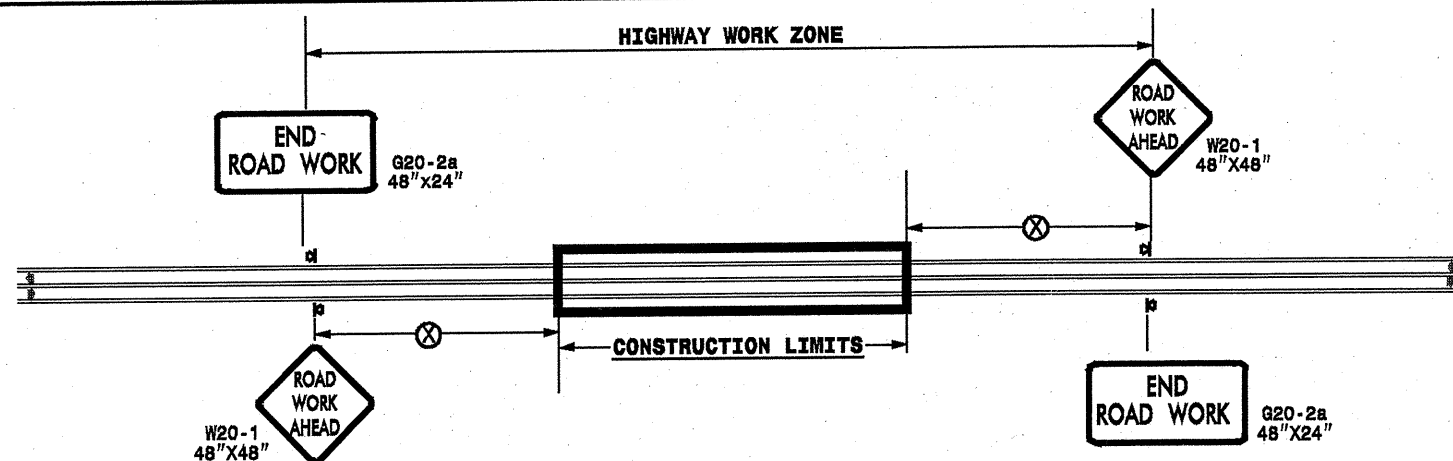 HIGHWAY WORK ZONE
END
ROAD WORK
G20-2a
48"X24"
ROAD
WORK
AHEAD
W20-1
48"X48"
X
X
CONSTRUCTION LIMITS
ROAD
WORK
AHEAD
W20-1
48"X48"
END
ROAD WORK
G20-2a
48"X24"